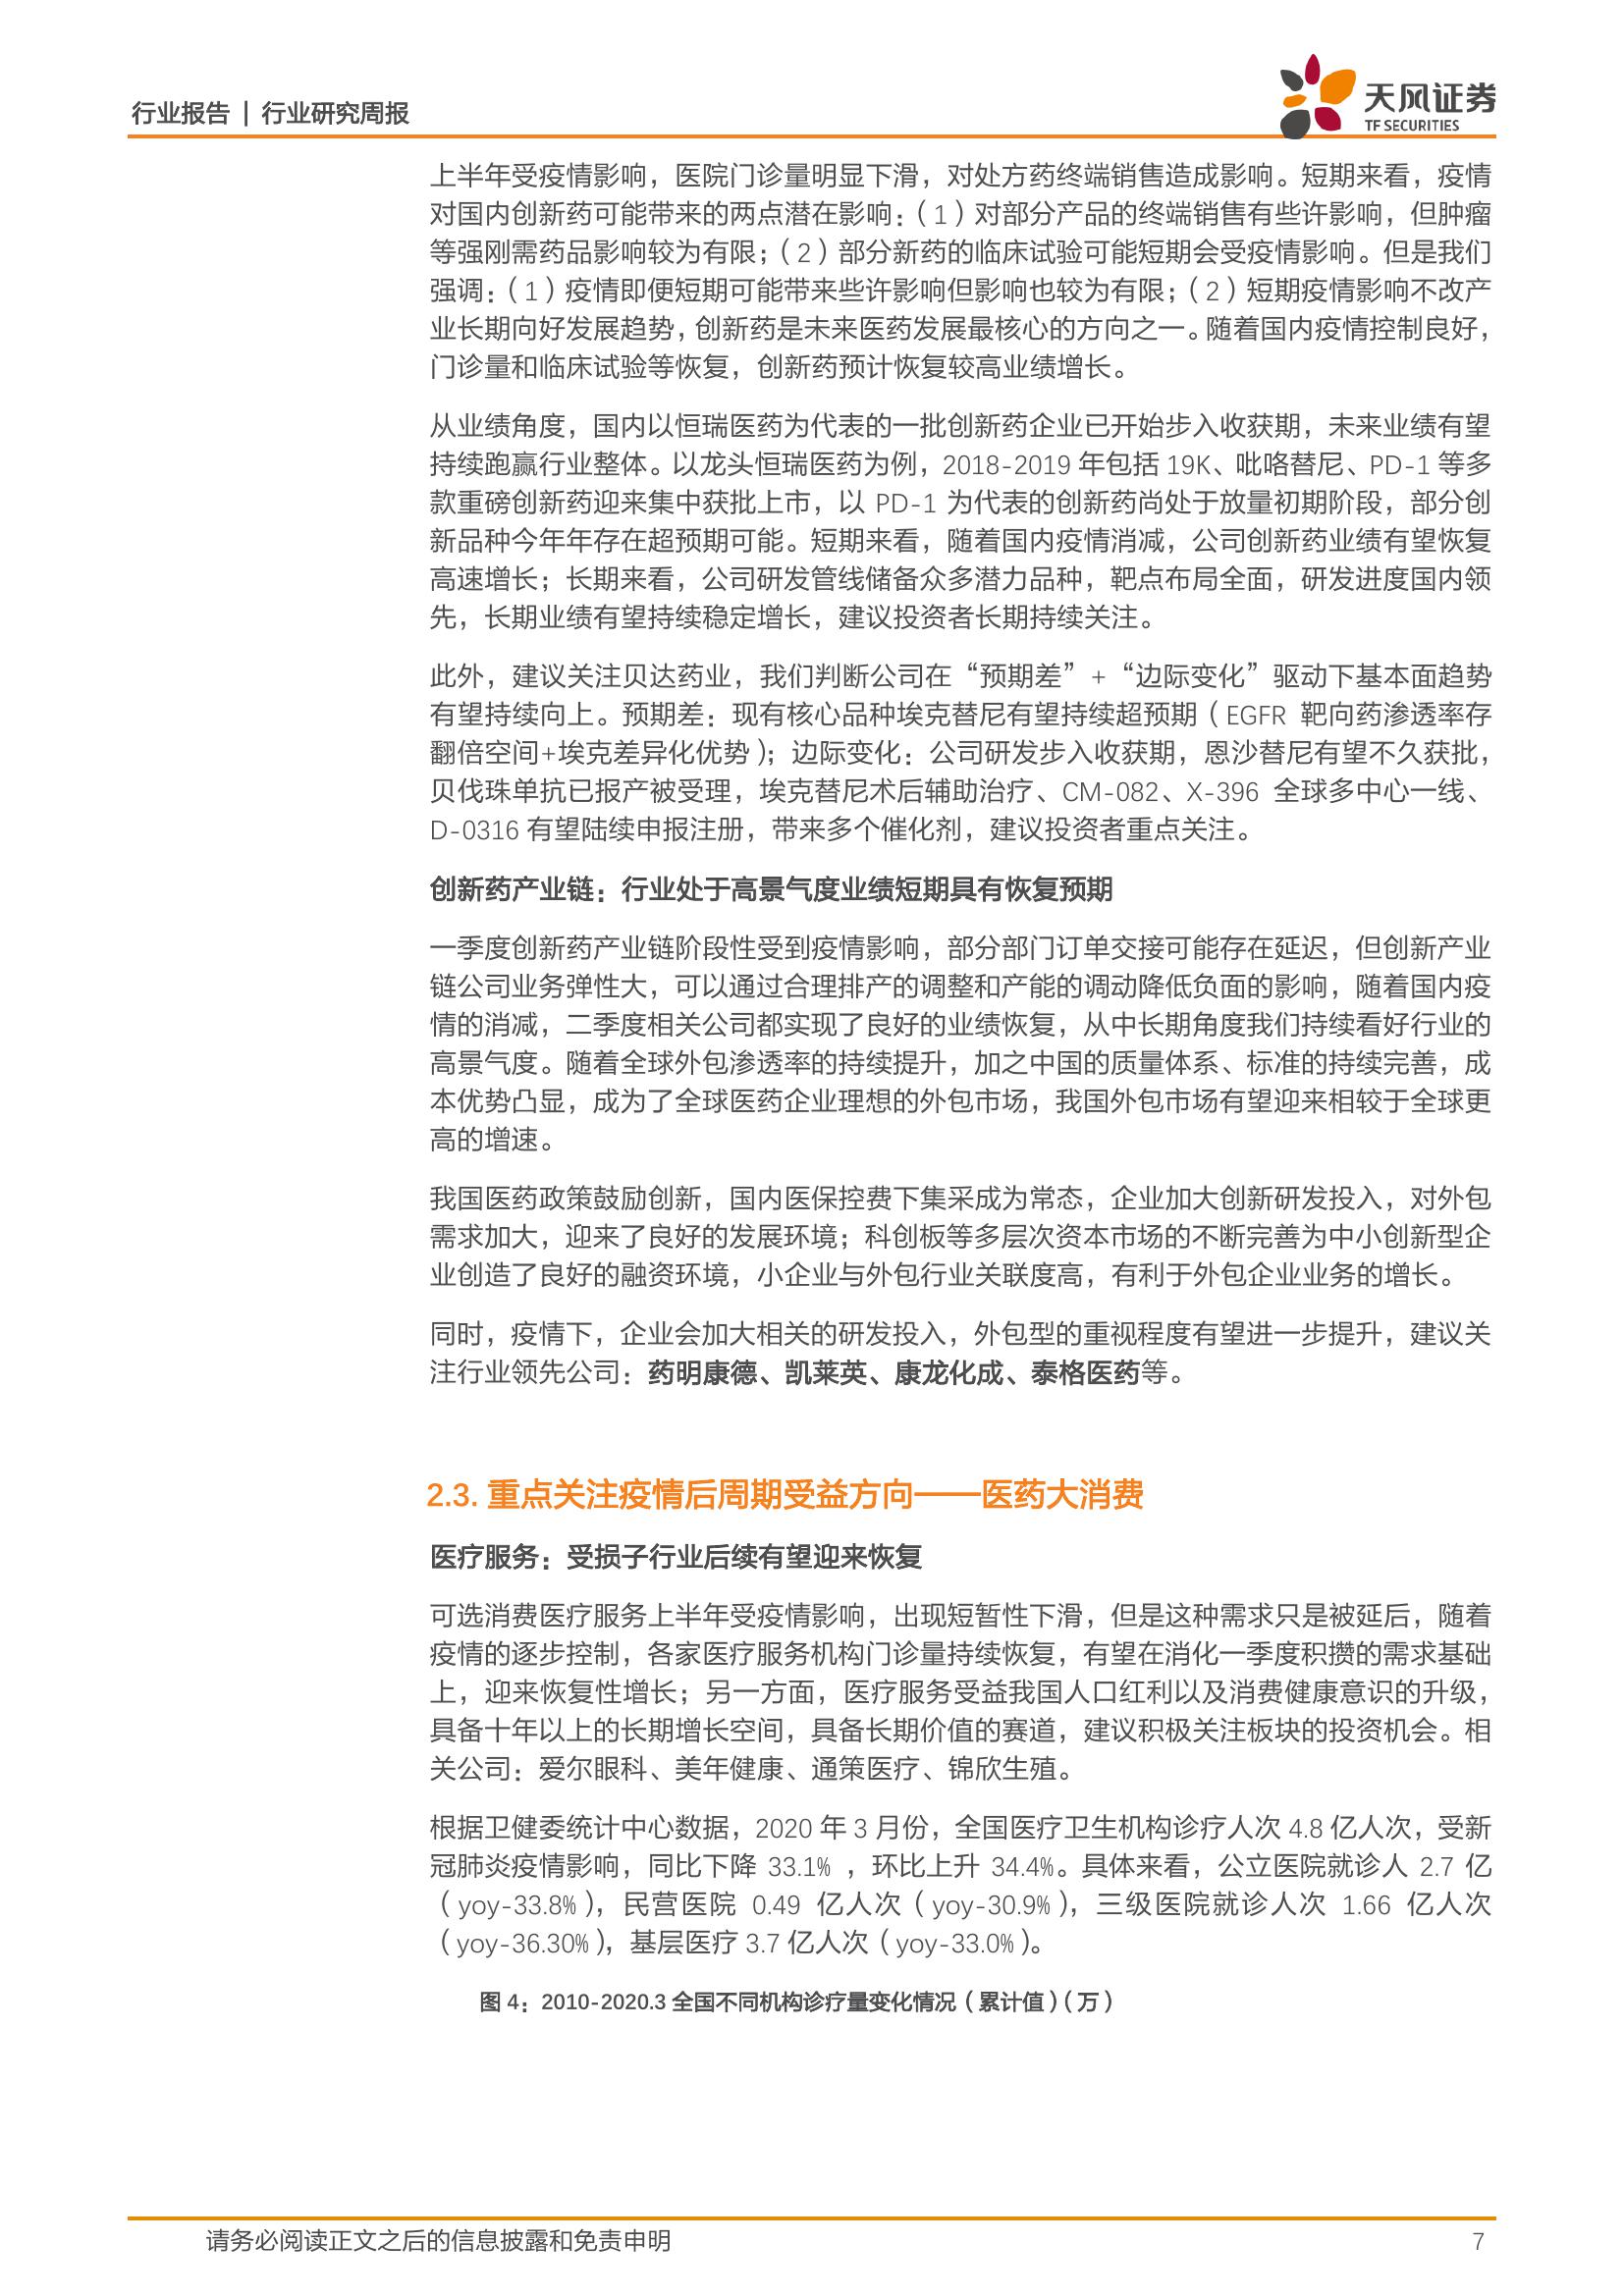 行业报告 | 行业研究周报
天风证券
TF SECURITIES
上半年受疫情影响，医院门诊量明显下滑，对处方药终端销售造成影响。短期来看，疫情
对国内创新药可能带来的两点潜在影响：（1）对部分产品的终端销售有些许影响，但肿瘤
等强刚需药品影响较为有限；（2）部分新药的临床试验可能短期会受疫情影响。但是我们
强调：（1）疫情即便短期可能带来些许影响但影响也较为有限；（2）短期疫情影响不改产
业长期向好发展趋势，创新药是未来医药发展最核心的方向之一。随着国内疫情控制良好，
门诊量和临床试验等恢复，创新药预计恢复较高业绩增长。
从业绩角度，国内以恒瑞医药为代表的一批创新药企业已开始步入收获期，未来业绩有望
持续跑赢行业整体。以龙头恒瑞医药为例，2018-2019 年包括 19K、吡咯替尼、PD-1 等多
款重磅创新药迎来集中获批上市，以 PD-1 为代表的创新药尚处于放量初期阶段，部分创
新品种今年年存在超预期可能。短期来看，随着国内疫情消减，公司创新药业绩有望恢复
高速增长；长期来看，公司研发管线储备众多潜力品种，靶点布局全面，研发进度国内领
先，长期业绩有望持续稳定增长，建议投资者长期持续关注。
此外，建议关注贝达药业，我们判断公司在“预期差”+“边际变化”驱动下基本面趋势
有望持续向上。预期差：现有核心品种埃克替尼有望持续超预期（EGFR 靶向药渗透率存
翻倍空间+埃克差异化优势）；边际变化：公司研发步入收获期，恩沙替尼有望不久获批，
贝伐珠单抗已报产被受理，埃克替尼术后辅助治疗、CM-082、X-396 全球多中心一线、
D-0316 有望陆续申报注册，带来多个催化剂，建议投资者重点关注。
创新药产业链：行业处于高景气度业绩短期具有恢复预期
一季度创新药产业链阶段性受到疫情影响，部分部门订单交接可能存在延迟，但创新产业
链公司业务弹性大，可以通过合理排产的调整和产能的调动降低负面的影响，随着国内疫
情的消减，二季度相关公司都实现了良好的业绩恢复，从中长期角度我们持续看好行业的
高景气度。随着全球外包渗透率的持续提升，加之中国的质量体系、标准的持续完善，成
本优势凸显，成为了全球医药企业理想的外包市场，我国外包市场有望迎来相较于全球更
高的增速。
我国医药政策鼓励创新，国内医保控费下集采成为常态，企业加大创新研发投入，对外包
需求加大，迎来了良好的发展环境；科创板等多层次资本市场的不断完善为中小创新型企
业创造了良好的融资环境，小企业与外包行业关联度高，有利于外包企业业务的增长。
同时，疫情下，企业会加大相关的研发投入，外包型的重视程度有望进一步提升，建议关
注行业领先公司：药明康德、凯莱英、康龙化成、泰格医药等。
2.3. 重点关注疫情后周期受益方向——医药大消费
医疗服务：受损子行业后续有望迎来恢复
可选消费医疗服务上半年受疫情影响，出现短暂性下滑，但是这种需求只是被延后，随着
疫情的逐步控制，各家医疗服务机构门诊量持续恢复，有望在消化一季度积攒的需求基础
上，迎来恢复性增长；另一方面，医疗服务受益我国人口红利以及消费健康意识的升级，
具备十年以上的长期增长空间，具备长期价值的赛道，建议积极关注板块的投资机会。相
关公司：爱尔眼科、美年健康、通策医疗、锦欣生殖。
根据卫健委统计中心数据，2020 年 3 月份，全国医疗卫生机构诊疗人次 4.8 亿人次，受新
冠肺炎疫情影响，同比下降 33.1% ，环比上升 34.4%。具体来看，公立医院就诊人 2.7 亿
（yoy-33.8%），民营医院 0.49 亿人次（yoy-30.9%），三级医院就诊人次 1.66 亿人次
（yoy-36.30%），基层医疗 3.7 亿人次（yoy-33.0%）。
图 4：2010-2020.3 全国不同机构诊疗量变化情况（累计值）（万）
请务必阅读正文之后的信息披露和免责申明
7